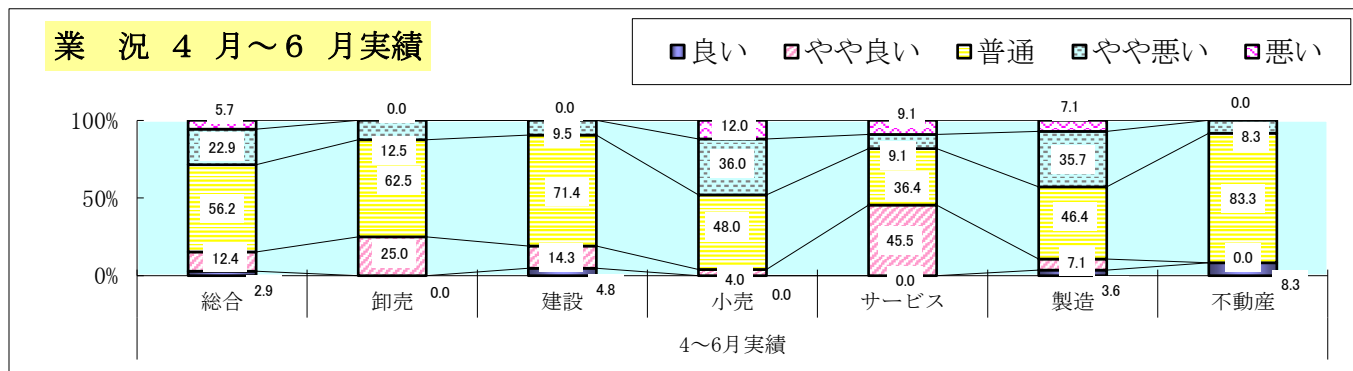 業　況 ４ 月～６ 月実績
良い やや良い 普通 やや悪い 悪い
5.7 0.0 0.0 12.0 9.1 7.1 0.0
100%
22.9 12.5 9.5 36.0 9.1 35.7 8.3
56.2 62.5 71.4 48.0 36.4 46.4 83.3
50%
12.4 25.0 14.3 4.0 45.5 7.1 0.0
0%
2.9 0.0 4.8 0.0 0.0 3.6 8.3
総合 卸売 建設 小売 サービス 製造 不動産
4～6月実績